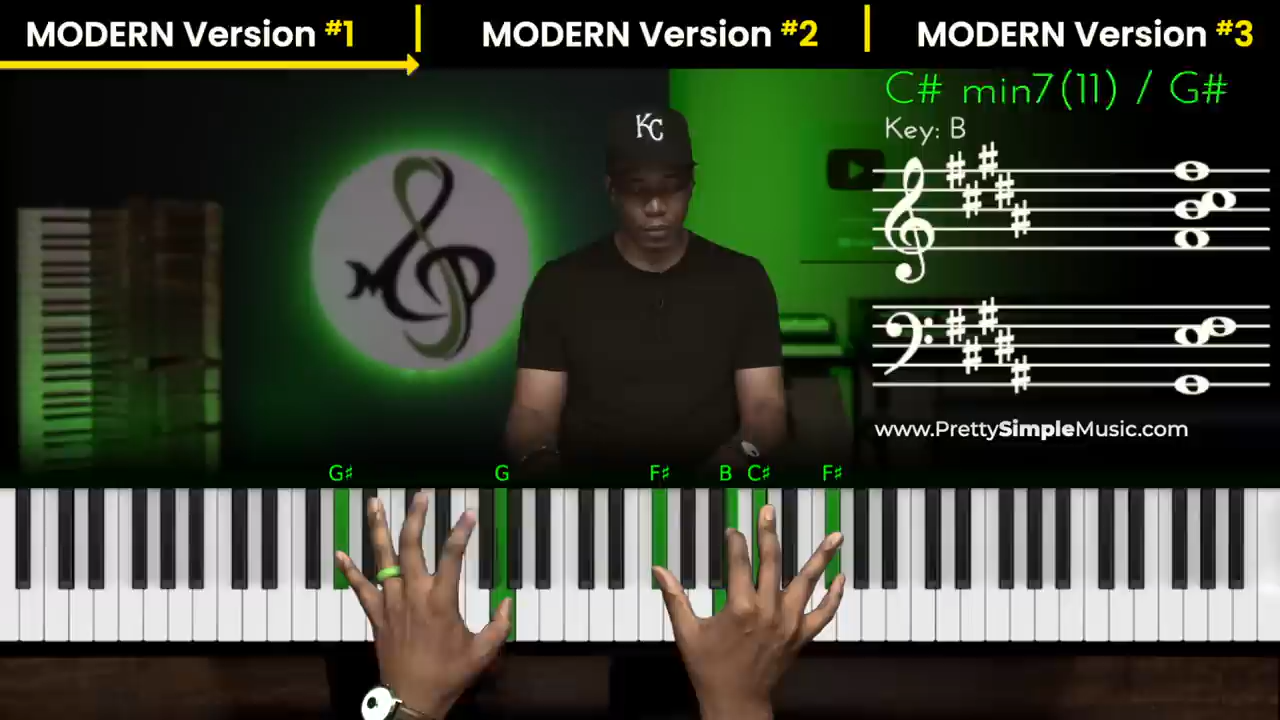 MODERN Version #1
MODERN Version #2
MODERN Version #3
C# min7(11) / G#
Key: B
KC
www.PrettySimpleMusic.com
G♯ G F♯ B C♯ F♯